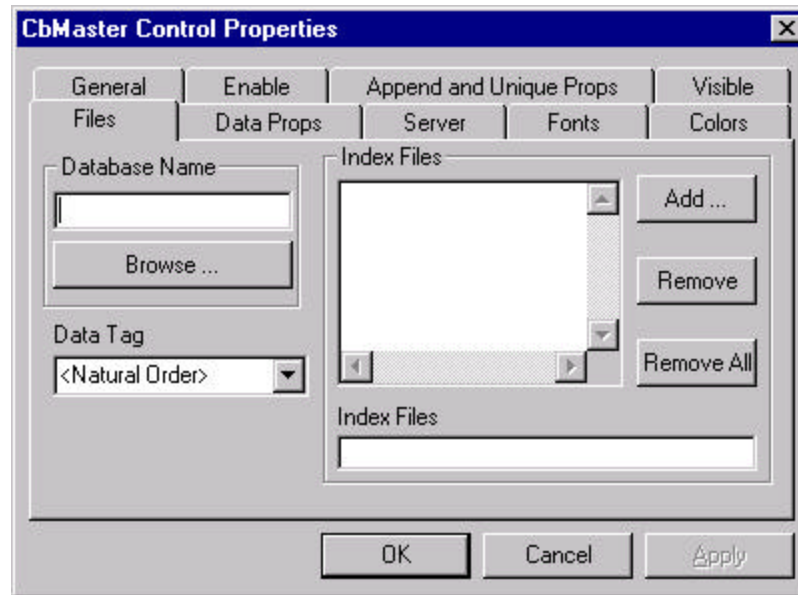 CbMaster Control Properties
General Enable Append and Unique Props Visible
Files Data Props Server Fonts Colors
Database Name
Browse ...
Data Tag
<Natural Order>
Index Files
Add ...
Remove
Remove All
Index Files
OK Cancel Apply